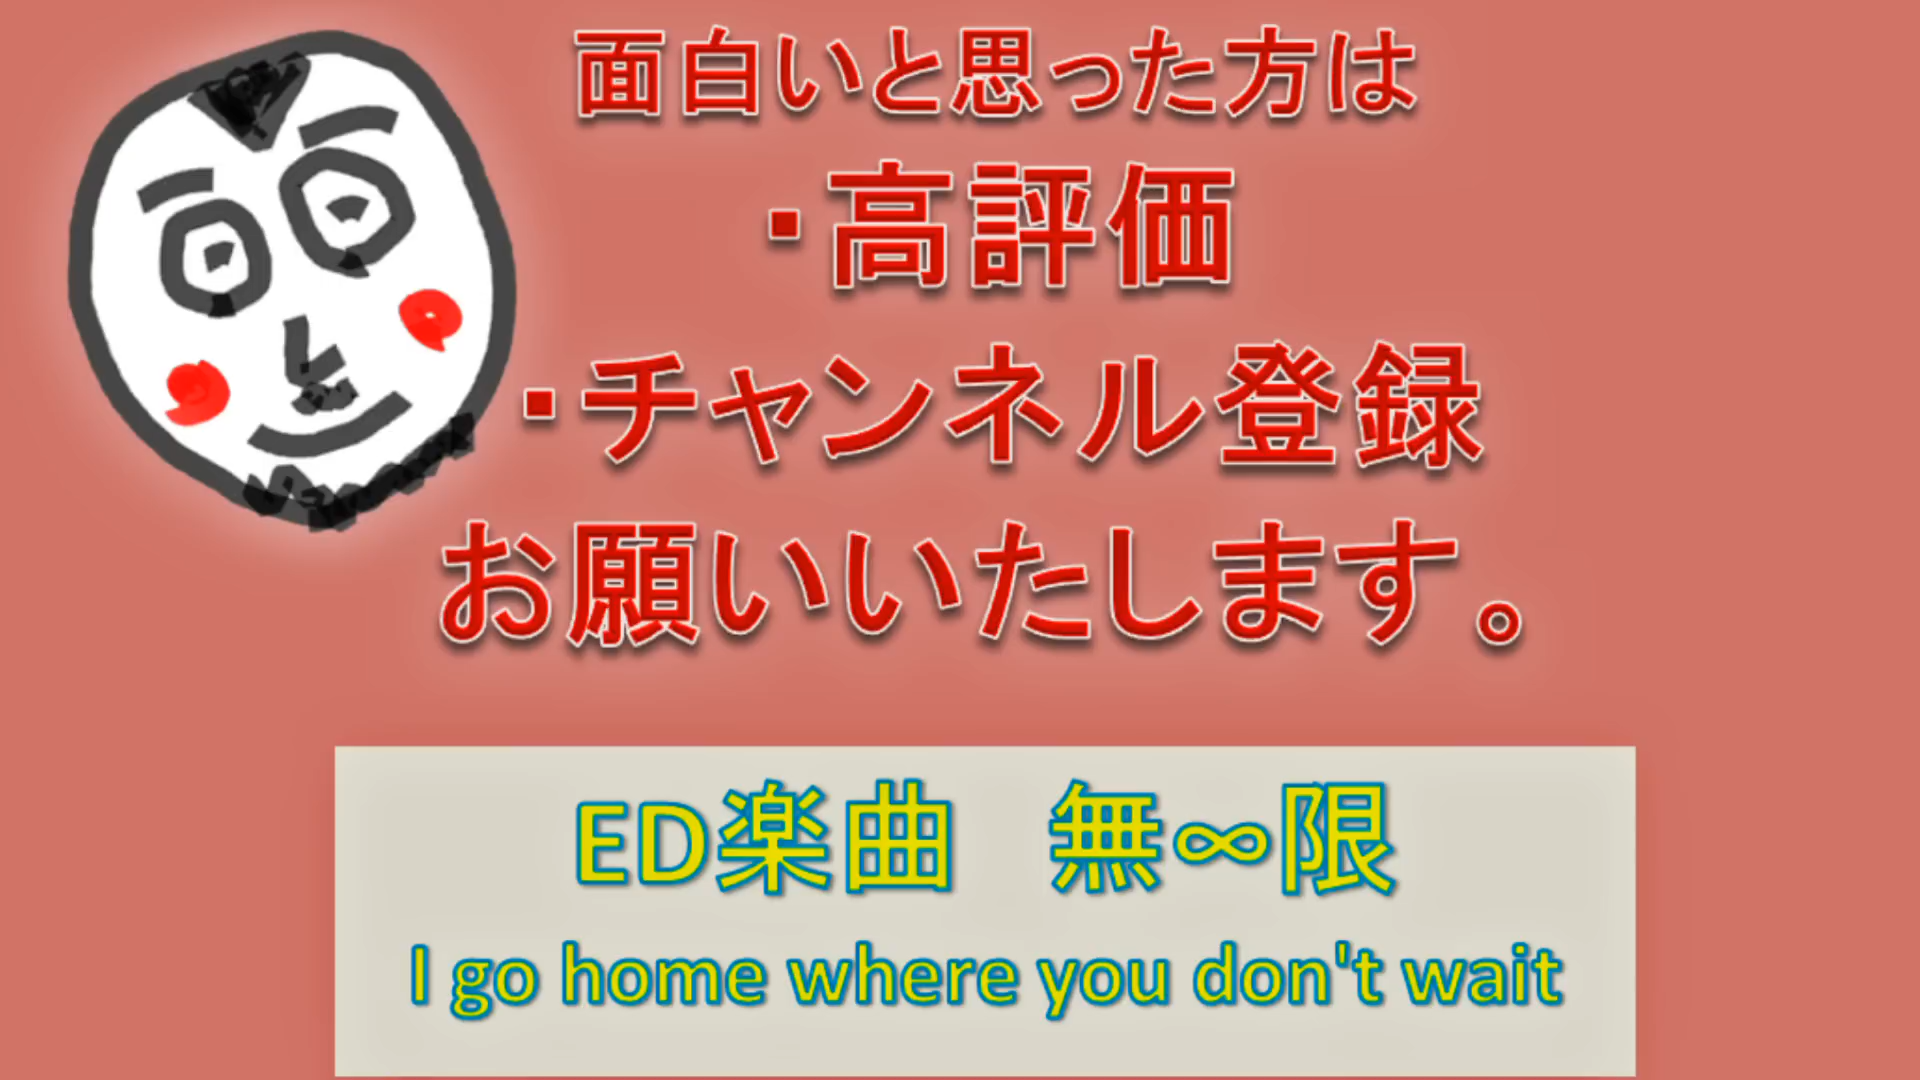 面白いと思った方は
・高評価
・チャンネル登録
お願いいたします。
ED楽曲　無∞限
I go home where you don't wait